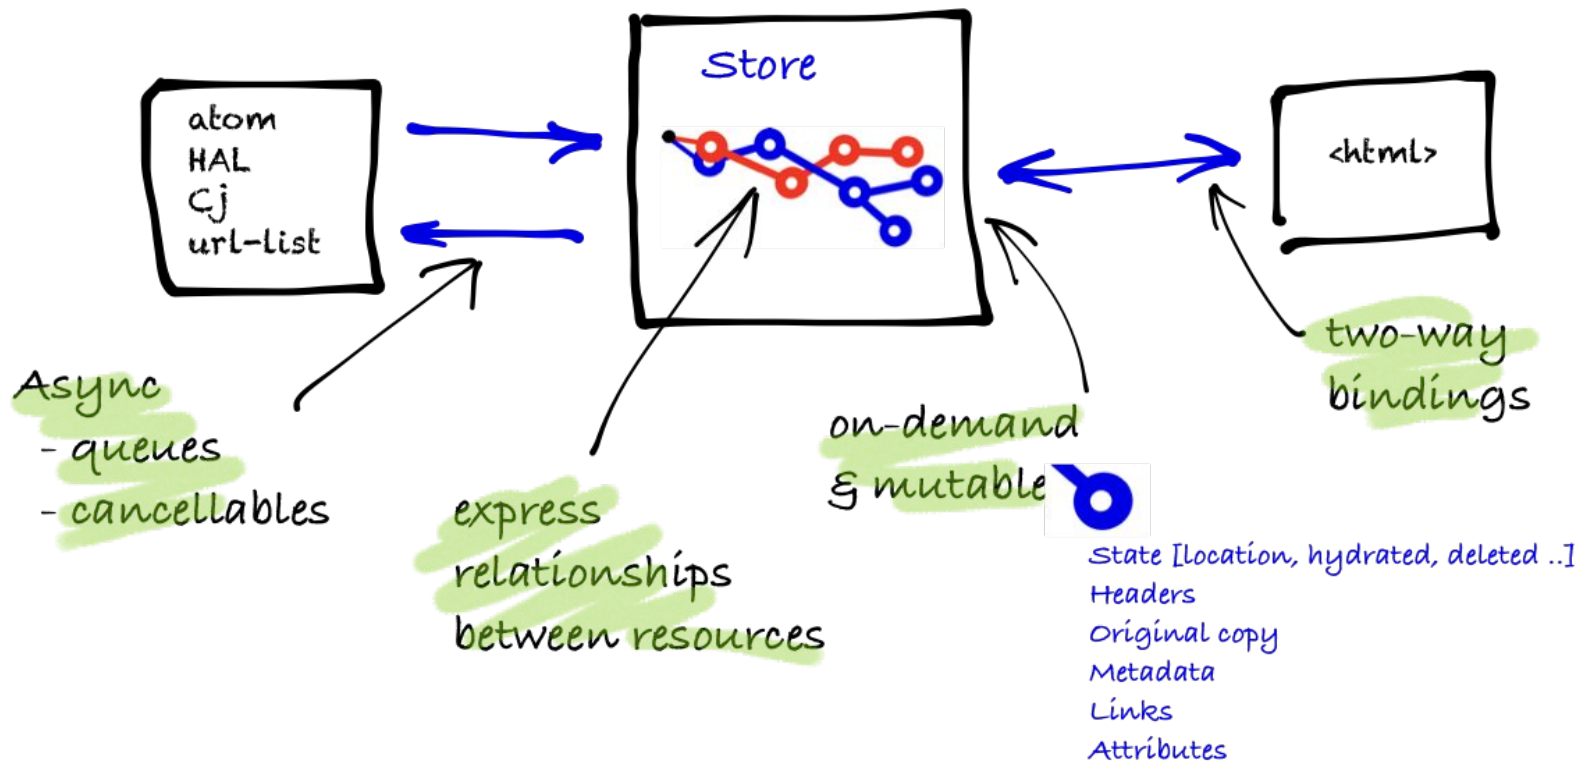 Store
atom
HAL
Cj
url-list
<html>
Async
- queues
- cancellables
express
relationships
between resources
on-demand
& mutable
two-way
bindings
State [location, hydrated, deleted ..]
Headers
Original copy
Metadata
Links
Attributes